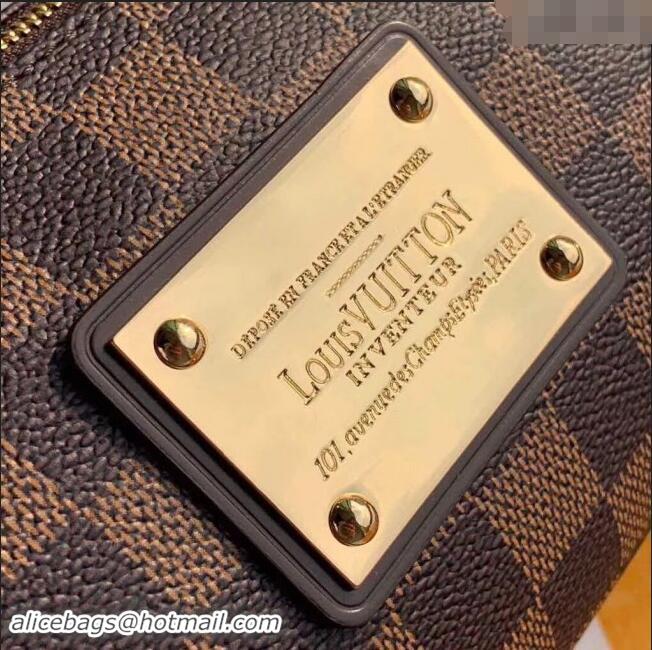 DEPOSE EN FRANCE ET A L'ETRANGER
LOUIS VUITTON
INVENTEUR
101, avenue des Champs Elysées, PARIS
alicebags@hotmail.com